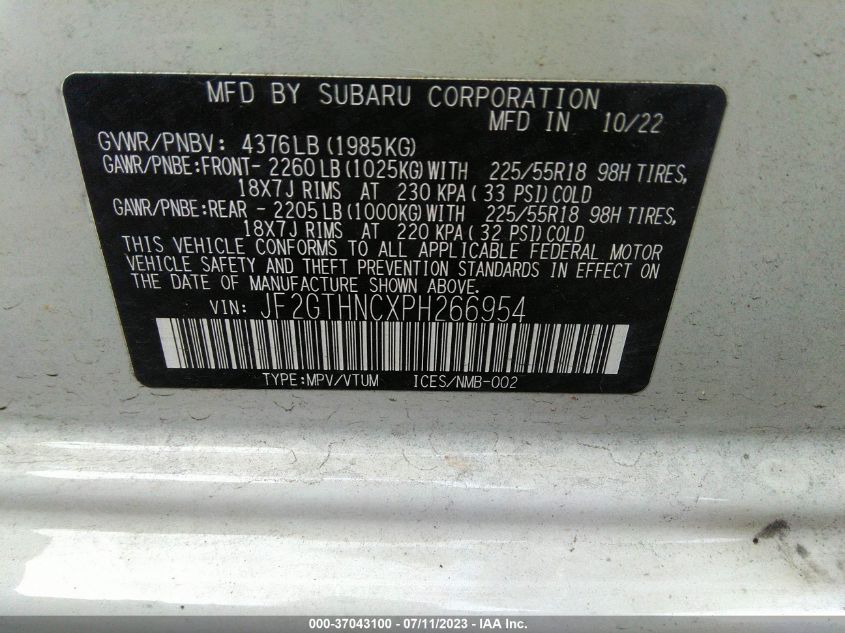 MFD BY SUBARU CORPORATION
MFD IN 10/22
GVWR/PNBV: 4376LB(1985KG)
GAWR/PNBE:FRONT- 2260LB(1025KG)WITH 225/55R18 98H TIRES,
18X7J RIMS AT 230 KPA( 33 PSI)COLD
GAWR/PNBE:REAR - 2205LB(1000KG)WITH 225/55R18 98H TIRES,
18X7J RIMS AT 220 KPA( 32 PSI)COLD
THIS VEHICLE CONFORMS TO ALL APPLICABLE FEDERAL MOTOR
VEHICLE SAFETY AND THEFT PREVENTION STANDARDS IN EFFECT ON
THE DATE OF MANUFACTURE SHOWN ABOVE.
VIN: JF2GTHNCXPH266954
TYPE:MPV/VTUM ICES/NMB-002
000-37043100 - 07/11/2023 - IAA Inc.